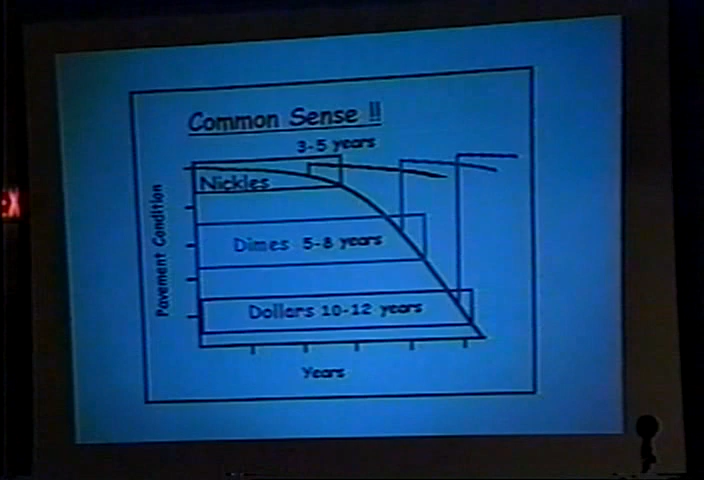 Common Sense !!
3-5 years
Nickles
Dimes 5-8 years
Dollars 10-12 years
Pavement Condition
Years